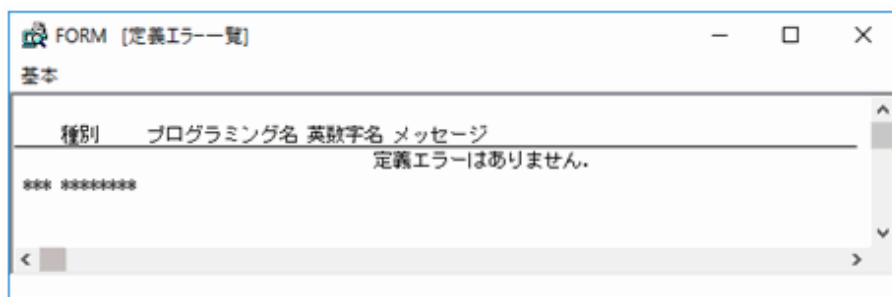 FORM [定義エラー一覧]
基本
種別 プログラミング名 英数字名 メッセージ
定義エラーはありません.
*** ********